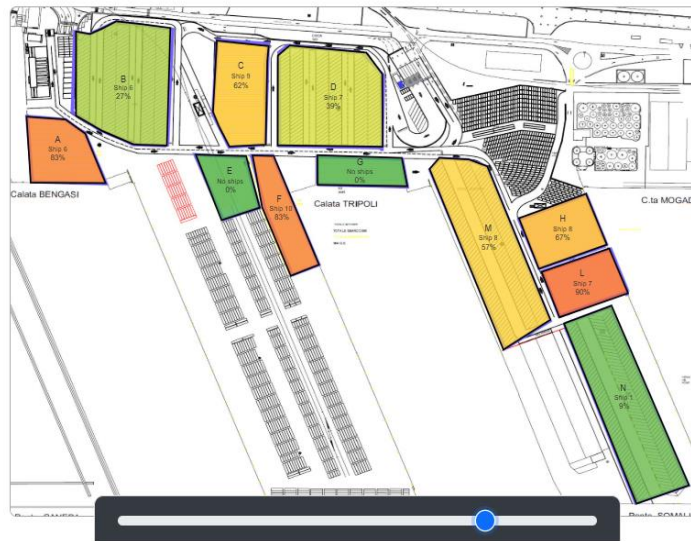 B
Ship 6
27%
C
Ship 9
62%
D
Ship 7
39%
A
Ship 6
83%
E
No ships
0%
F
Ship 10
83%
G
No ships
0%
Calata BENGASI
Calata TRIPOLI
C.ta MOGAD
M
Ship 8
57%
H
Ship 8
67%
L
Ship 7
90%
N
Ship 1
9%